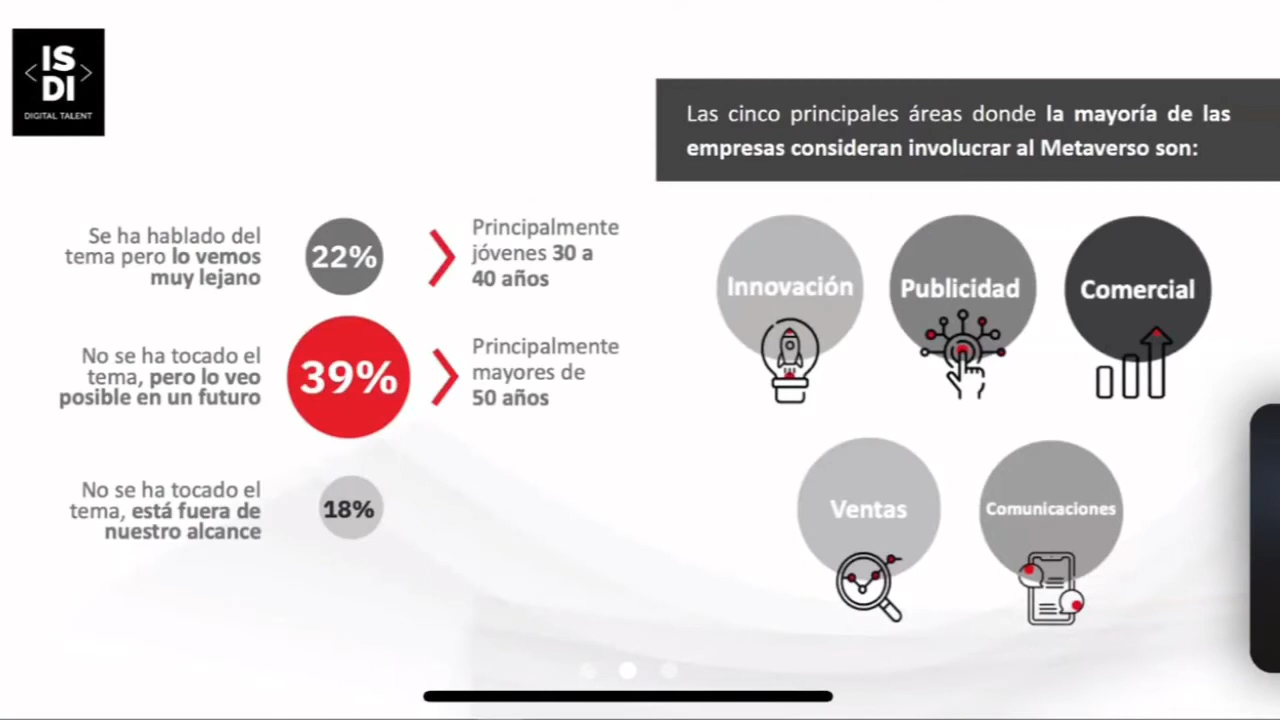 IS
DI
DIGITAL TALENT
Las cinco principales áreas donde la mayoría de las
empresas consideran involucrar al Metaverso son:
Se ha hablado del
tema pero lo vemos
muy lejano
22%
Principalmente
jóvenes 30 a
40 años
No se ha tocado el
tema, pero lo veo
posible en un futuro
39%
Principalmente
mayores de
50 años
No se ha tocado el
tema, está fuera de
nuestro alcance
18%
Innovación
Publicidad
Comercial
Ventas
Comunicaciones